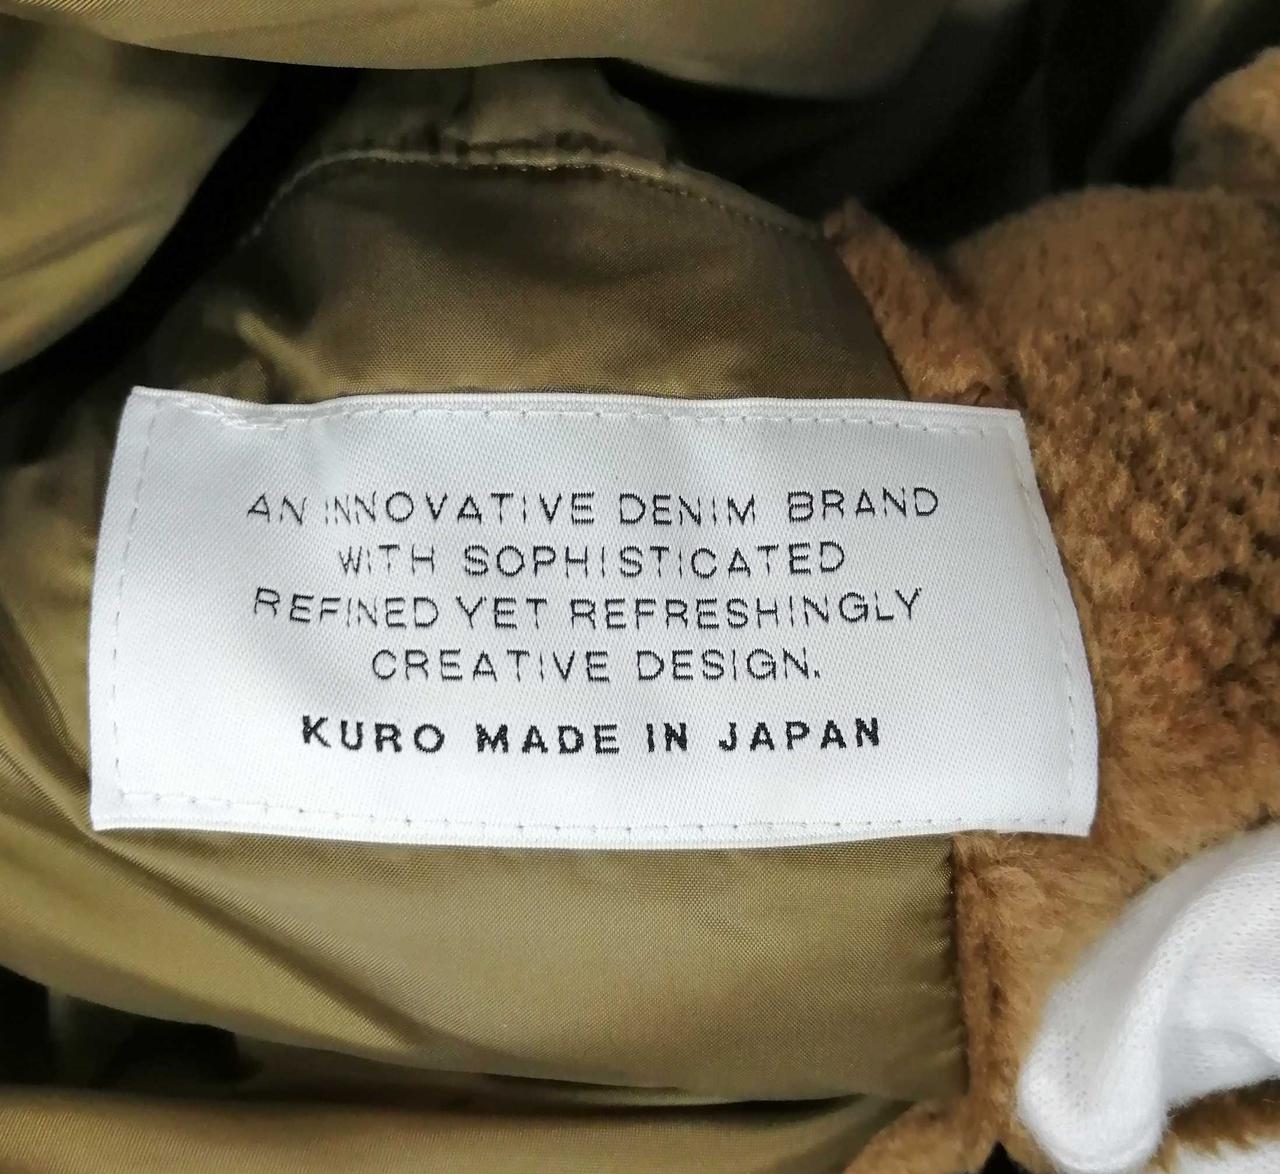 AN INNOVATIVE DENIM BRAND
WITH SOPHISTICATED
REFINED YET REFRESHINGLY
CREATIVE DESIGN.
KURO MADE IN JAPAN